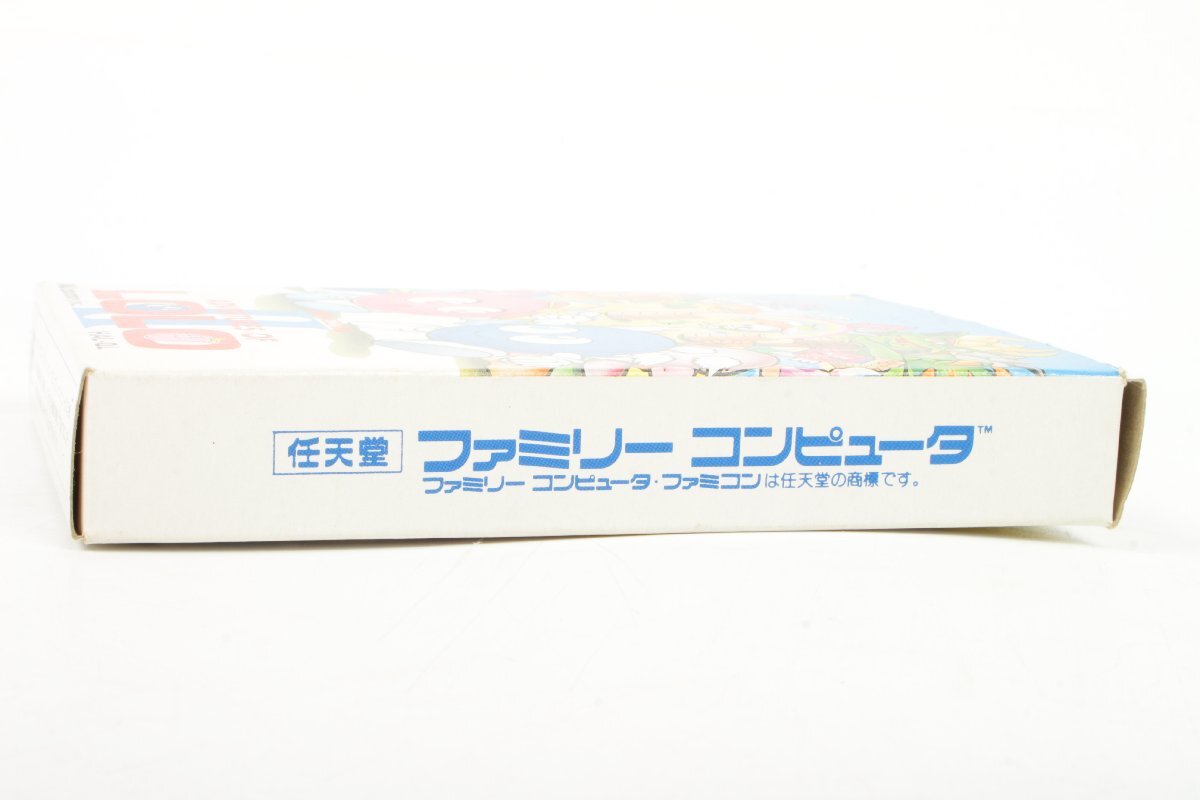 任天堂 ファミリー コンピュータ™
ファミリー コンピュータ・ファミコンは任天堂の商標です。
LOLO
II